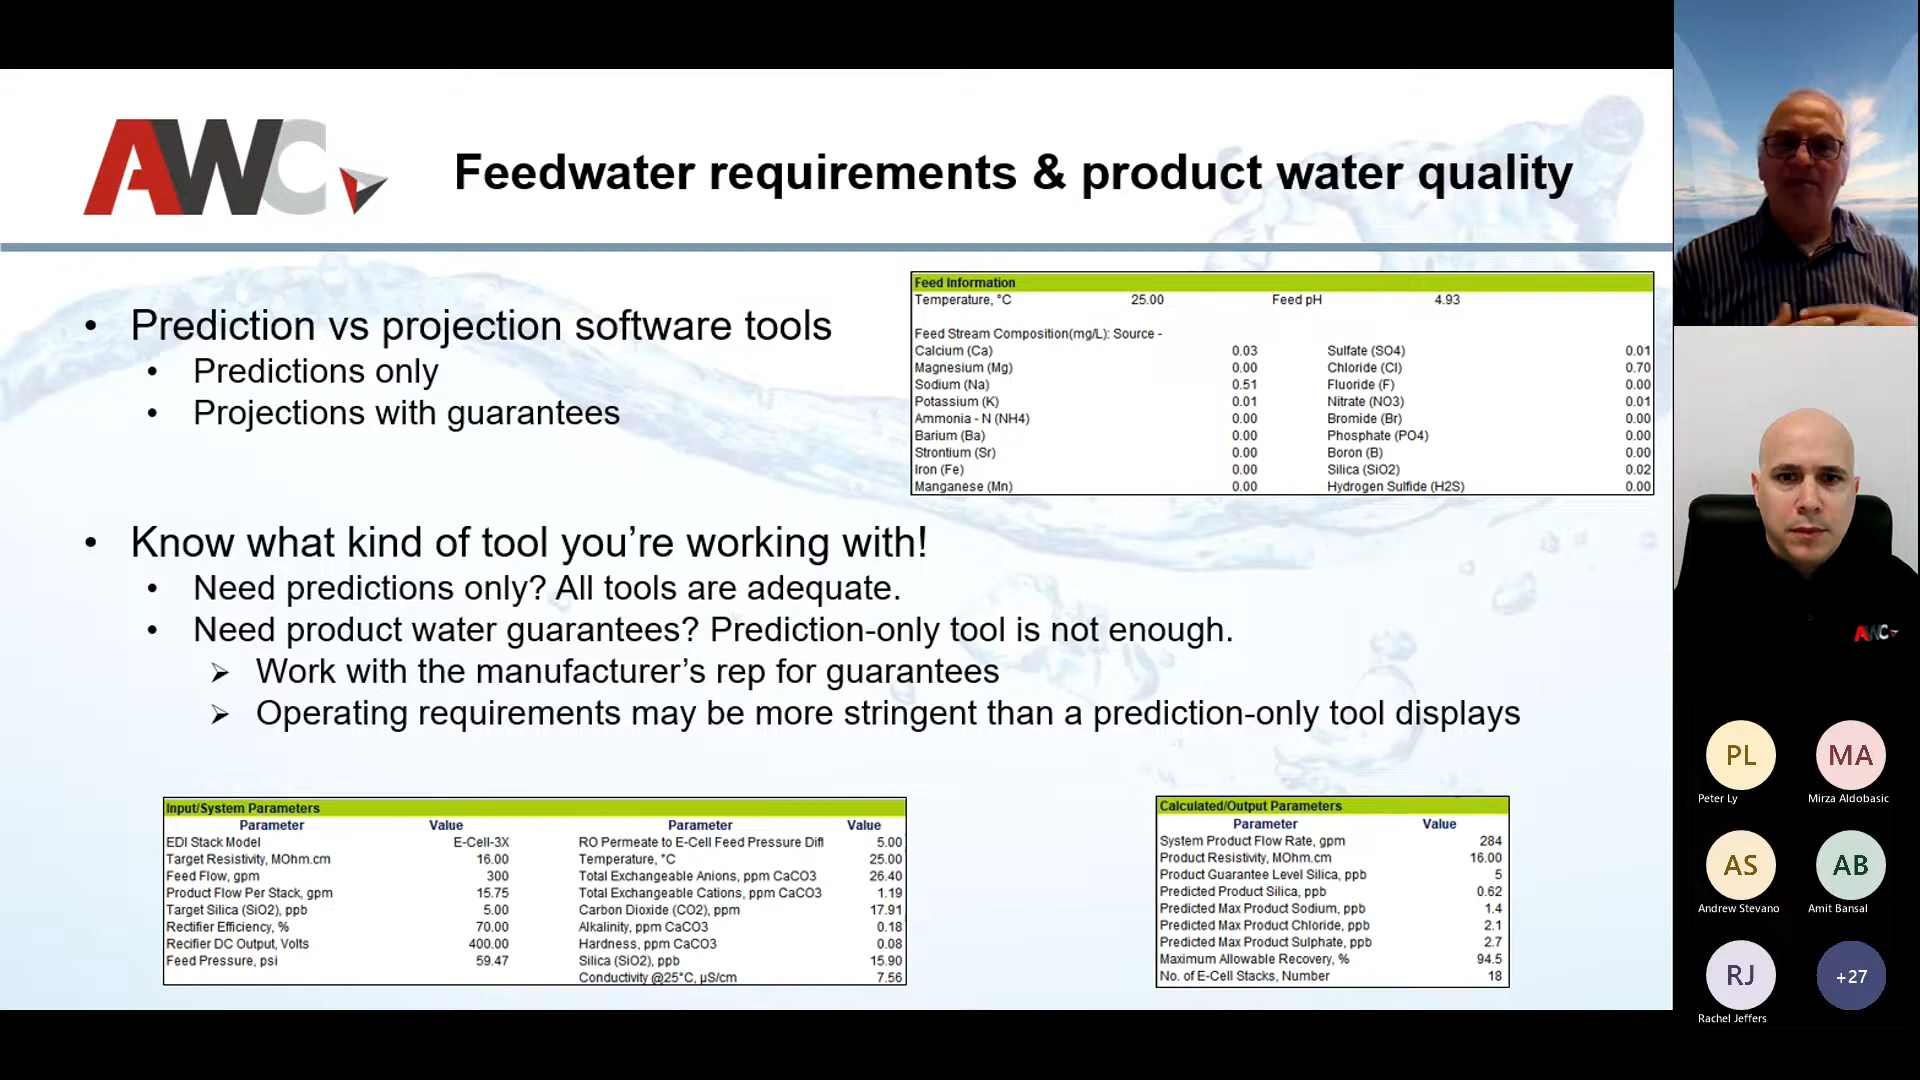 AWC
Feedwater requirements & product water quality
• Prediction vs projection software tools
• Predictions only
• Projections with guarantees
Feed Information
Temperature, °C 25.00 Feed pH 4.93
Feed Stream Composition(mg/L): Source -
Calcium (Ca) 0.03 Sulfate (SO4) 0.01
Magnesium (Mg) 0.00 Chloride (Cl) 0.70
Sodium (Na) 0.51 Fluoride (F) 0.00
Potassium (K) 0.01 Nitrate (NO3) 0.01
Ammonia - N (NH4) 0.00 Bromide (Br) 0.00
Barium (Ba) 0.00 Phosphate (PO4) 0.00
Strontium (Sr) 0.00 Boron (B) 0.00
Iron (Fe) 0.00 Silica (SiO2) 0.02
Manganese (Mn) 0.00 Hydrogen Sulfide (H2S) 0.00
• Know what kind of tool you’re working with!
• Need predictions only? All tools are adequate.
• Need product water guarantees? Prediction-only tool is not enough.
➢ Work with the manufacturer’s rep for guarantees
➢ Operating requirements may be more stringent than a prediction-only tool displays
Input/System Parameters
Parameter Value Parameter Value
EDI Stack Model E-Cell-3X RO Permeate to E-Cell Feed Pressure Diff 5.00
Target Resistivity, MOhm.cm 16.00 Temperature, °C 25.00
Feed Flow, gpm 300 Total Exchangeable Anions, ppm CaCO3 26.40
Product Flow Per Stack, gpm 15.75 Total Exchangeable Cations, ppm CaCO3 1.19
Target Silica (SiO2), ppb 5.00 Carbon Dioxide (CO2), ppm 17.91
Rectifier Efficiency, % 70.00 Alkalinity, ppm CaCO3 0.18
Recifier DC Output, Volts 400.00 Hardness, ppm CaCO3 0.08
Feed Pressure, psi 59.47 Silica (SiO2), ppb 15.90
Conductivity @25°C, µS/cm 7.56
Calculated/Output Parameters
Parameter Value
System Product Flow Rate, gpm 284
Product Resistivity, MOhm.cm 16.00
Product Guarantee Level Silica, ppb 5
Predicted Product Silica, ppb 0.62
Predicted Max Product Sodium, ppb 1.4
Predicted Max Product Chloride, ppb 2.1
Predicted Max Product Sulphate, ppb 2.7
Maximum Allowable Recovery, % 94.5
No. of E-Cell Stacks, Number 18
AWC
PL MA
Peter Ly Mirza Aldobasic
AS AB
Andrew Stevano Amit Bansal
RJ +27
Rachel Jeffers